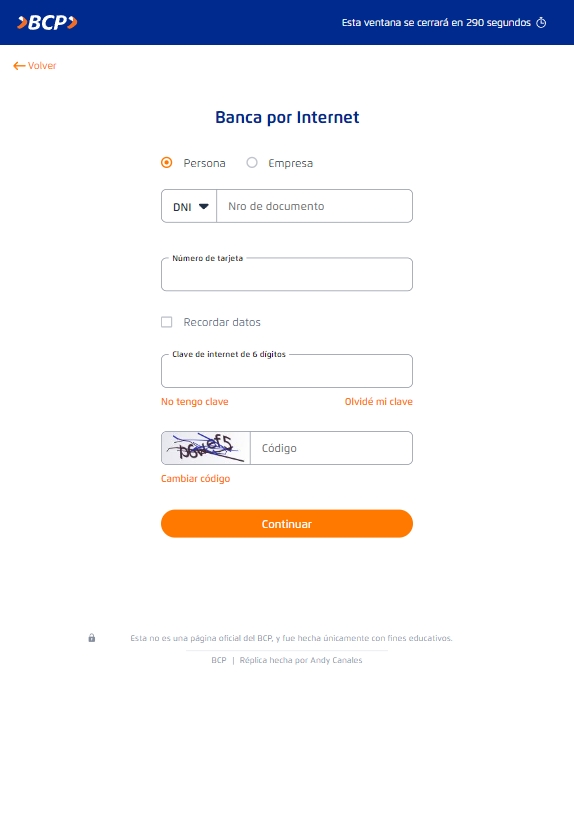 BCP
Esta ventana se cerrará en 290 segundos
Volver
Banca por Internet
Persona
Empresa
DNI
Nro de documento
Número de tarjeta
Recordar datos
Clave de internet de 6 dígitos
No tengo clave
Olvidé mi clave
Código
Cambiar código
Continuar
Esta no es una página oficial del BCP, y fue hecha únicamente con fines educativos.
BCP | Réplica hecha por Andy Canales